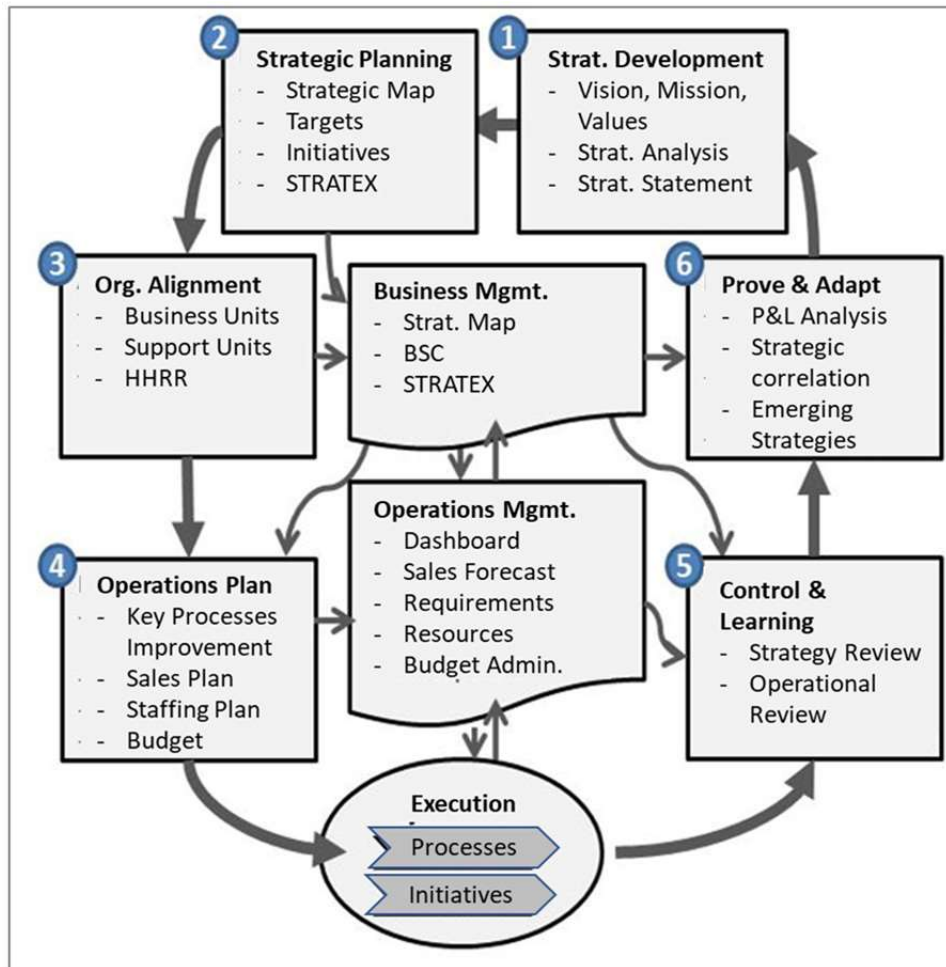 1
Strat. Development
- Vision, Mission,
Values
- Strat. Analysis
- Strat. Statement
2
Strategic Planning
- Strategic Map
- Targets
- Initiatives
- STRATEX
3
Org. Alignment
- Business Units
- Support Units
- HHRR
Business Mgmt.
- Strat. Map
- BSC
- STRATEX
6
Prove & Adapt
- P&L Analysis
- Strategic
correlation
- Emerging
Strategies
4
Operations Plan
- Key Processes
Improvement
- Sales Plan
- Staffing Plan
- Budget
Operations Mgmt.
- Dashboard
- Sales Forecast
- Requirements
- Resources
- Budget Admin.
5
Control &
Learning
- Strategy Review
- Operational
Review
Execution
Processes
Initiatives